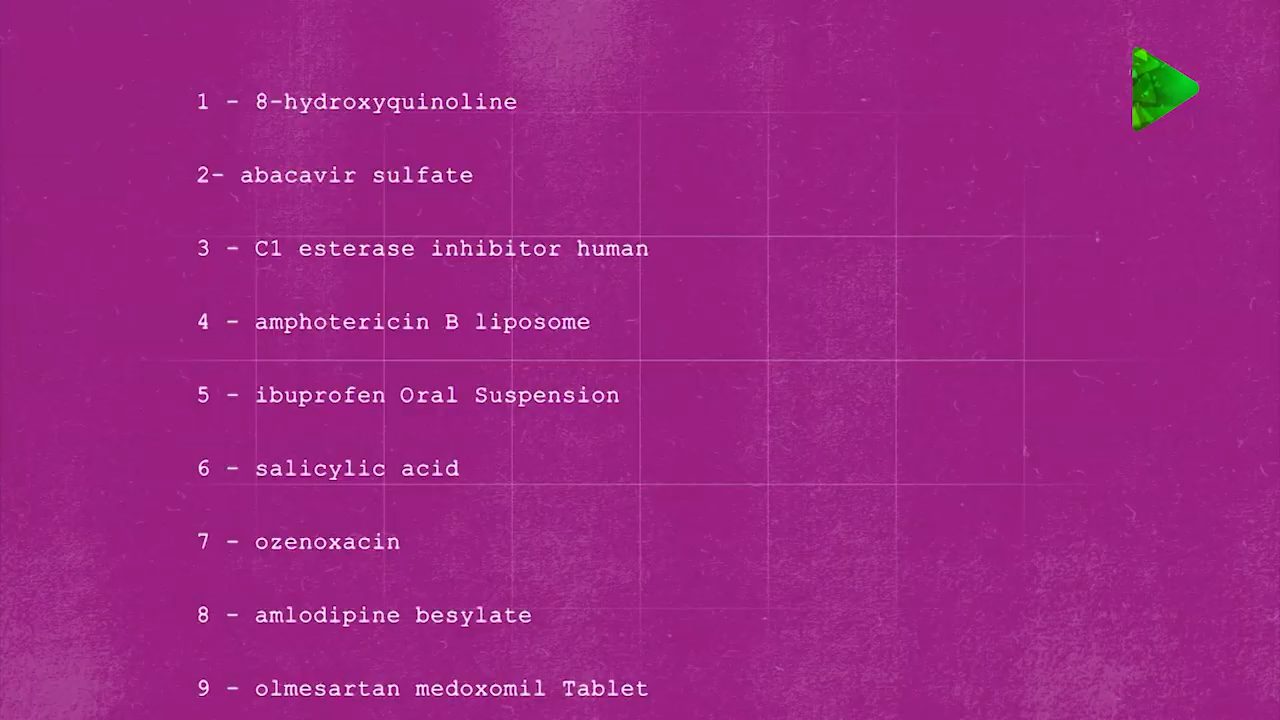 1 - 8-hydroxyquinoline
2- abacavir sulfate
3 - C1 esterase inhibitor human
4 - amphotericin B liposome
5 - ibuprofen Oral Suspension
6 - salicylic acid
7 - ozenoxacin
8 - amlodipine besylate
9 - olmesartan medoxomil Tablet